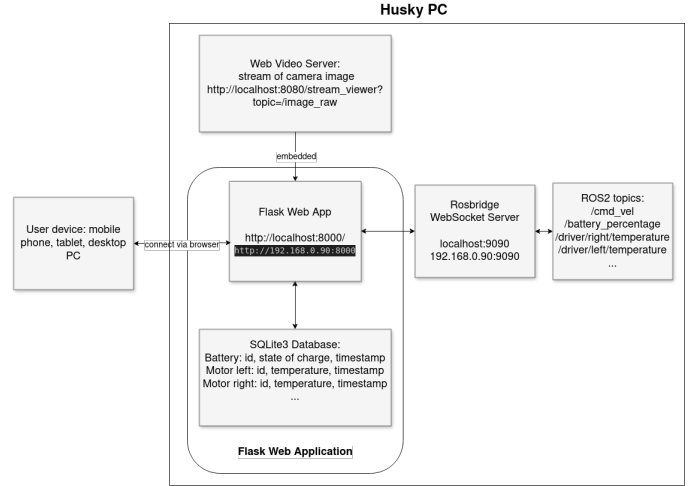 Husky PC
Web Video Server:
stream of camera image
http://localhost:8080/stream_viewer?
topic=/image_raw
embedded
Flask Web App
http://localhost:8000/
http://192.168.0.90:8000
User device: mobile
phone, tablet, desktop
PC
connect via browser
Rosbridge
WebSocket Server
localhost:9090
192.168.0.90:9090
ROS2 topics:
/cmd_vel
/battery_percentage
/driver/right/temperature
/driver/left/temperature
...
SQLite3 Database:
Battery: id, state of charge, timestamp
Motor left: id, temperature, timestamp
Motor right: id, temperature, timestamp
...
Flask Web Application